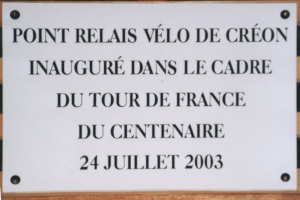 POINT RELAIS VÉLO DE CRÉON
INAUGURÉ DANS LE CADRE
DU TOUR DE FRANCE
DU CENTENAIRE
24 JUILLET 2003